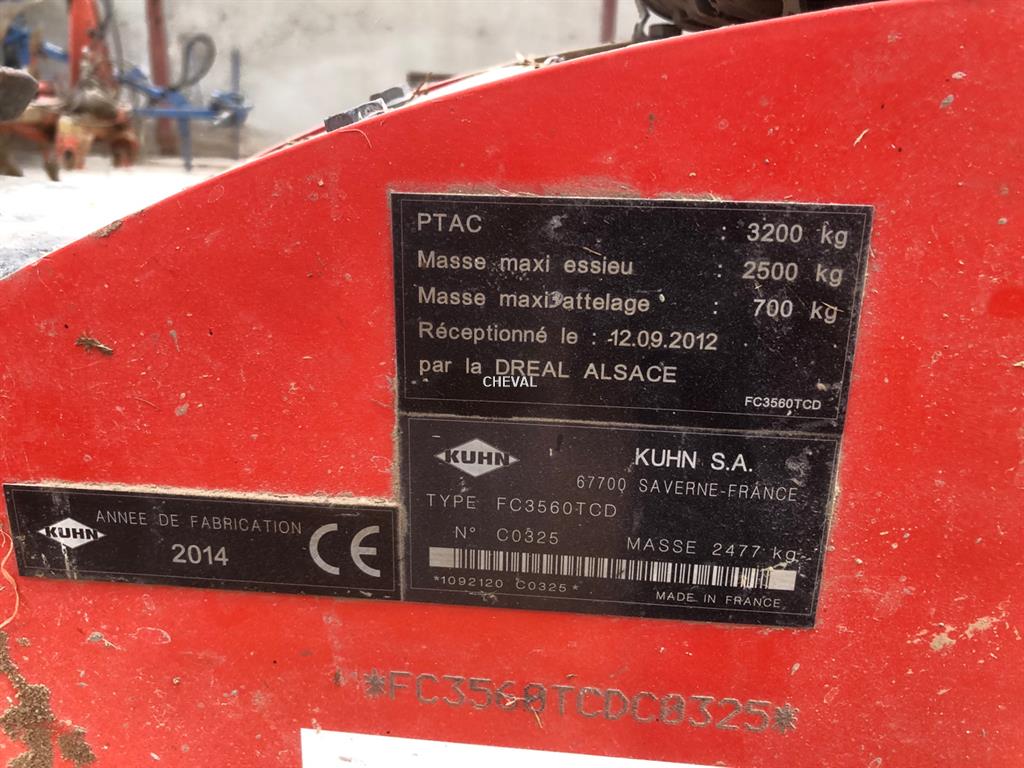 PTAC : 3200 kg
Masse maxi essieu : 2500 kg
Masse maxi attelage : 700 kg
Réceptionné le : 12.09.2012
par la DREAL ALSACE
CHEVAL
FC3560TCD
KUHN KUHN S.A.
67700 SAVERNE-FRANCE
TYPE FC3560TCD
N° C0325 MASSE 2477 kg
*1092120 C0325*
MADE IN FRANCE
KUHN ANNEE DE FABRICATION
2014 CE
*FC3560TCDC0325*